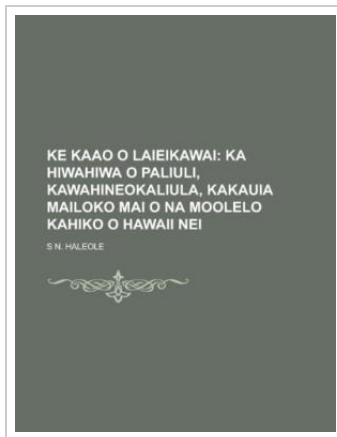 KE KAAO O LAIEIKAWAI: KA
HIWAHIWA O PALIULI,
KAWAHINEOKALIULA, KAKAUIA
MAILOKO MAI O NA MOOLELO
KAHIKO O HAWAII NEI
S N. HALEOLE